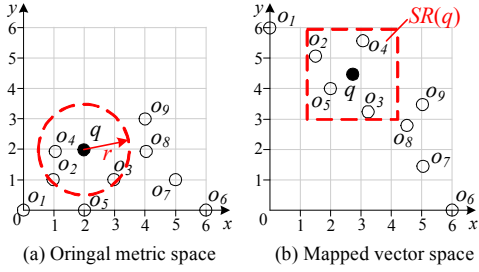 y
6
5
4
3
2
1
0
1 2 3 4 5 6 x
q
r
o1
o2
o3
o4
o5
o6
o7
o8
o9
(a) Oringal metric space
y
6
5
4
3
2
1
0
1 2 3 4 5 6 x
SR(q)
q
o1
o2
o3
o4
o5
o6
o7
o8
o9
(b) Mapped vector space